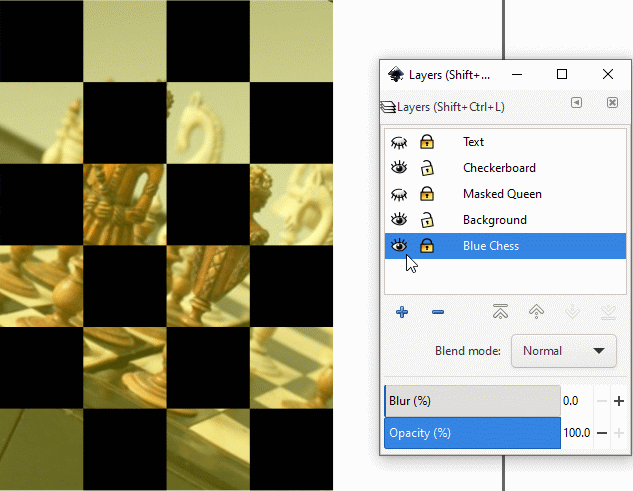 Layers (Shift+...
Layers (Shift+Ctrl+L)
Text
Checkerboard
Masked Queen
Background
Blue Chess
Blend mode: Normal
Blur (%) 0.0
Opacity (%) 100.0